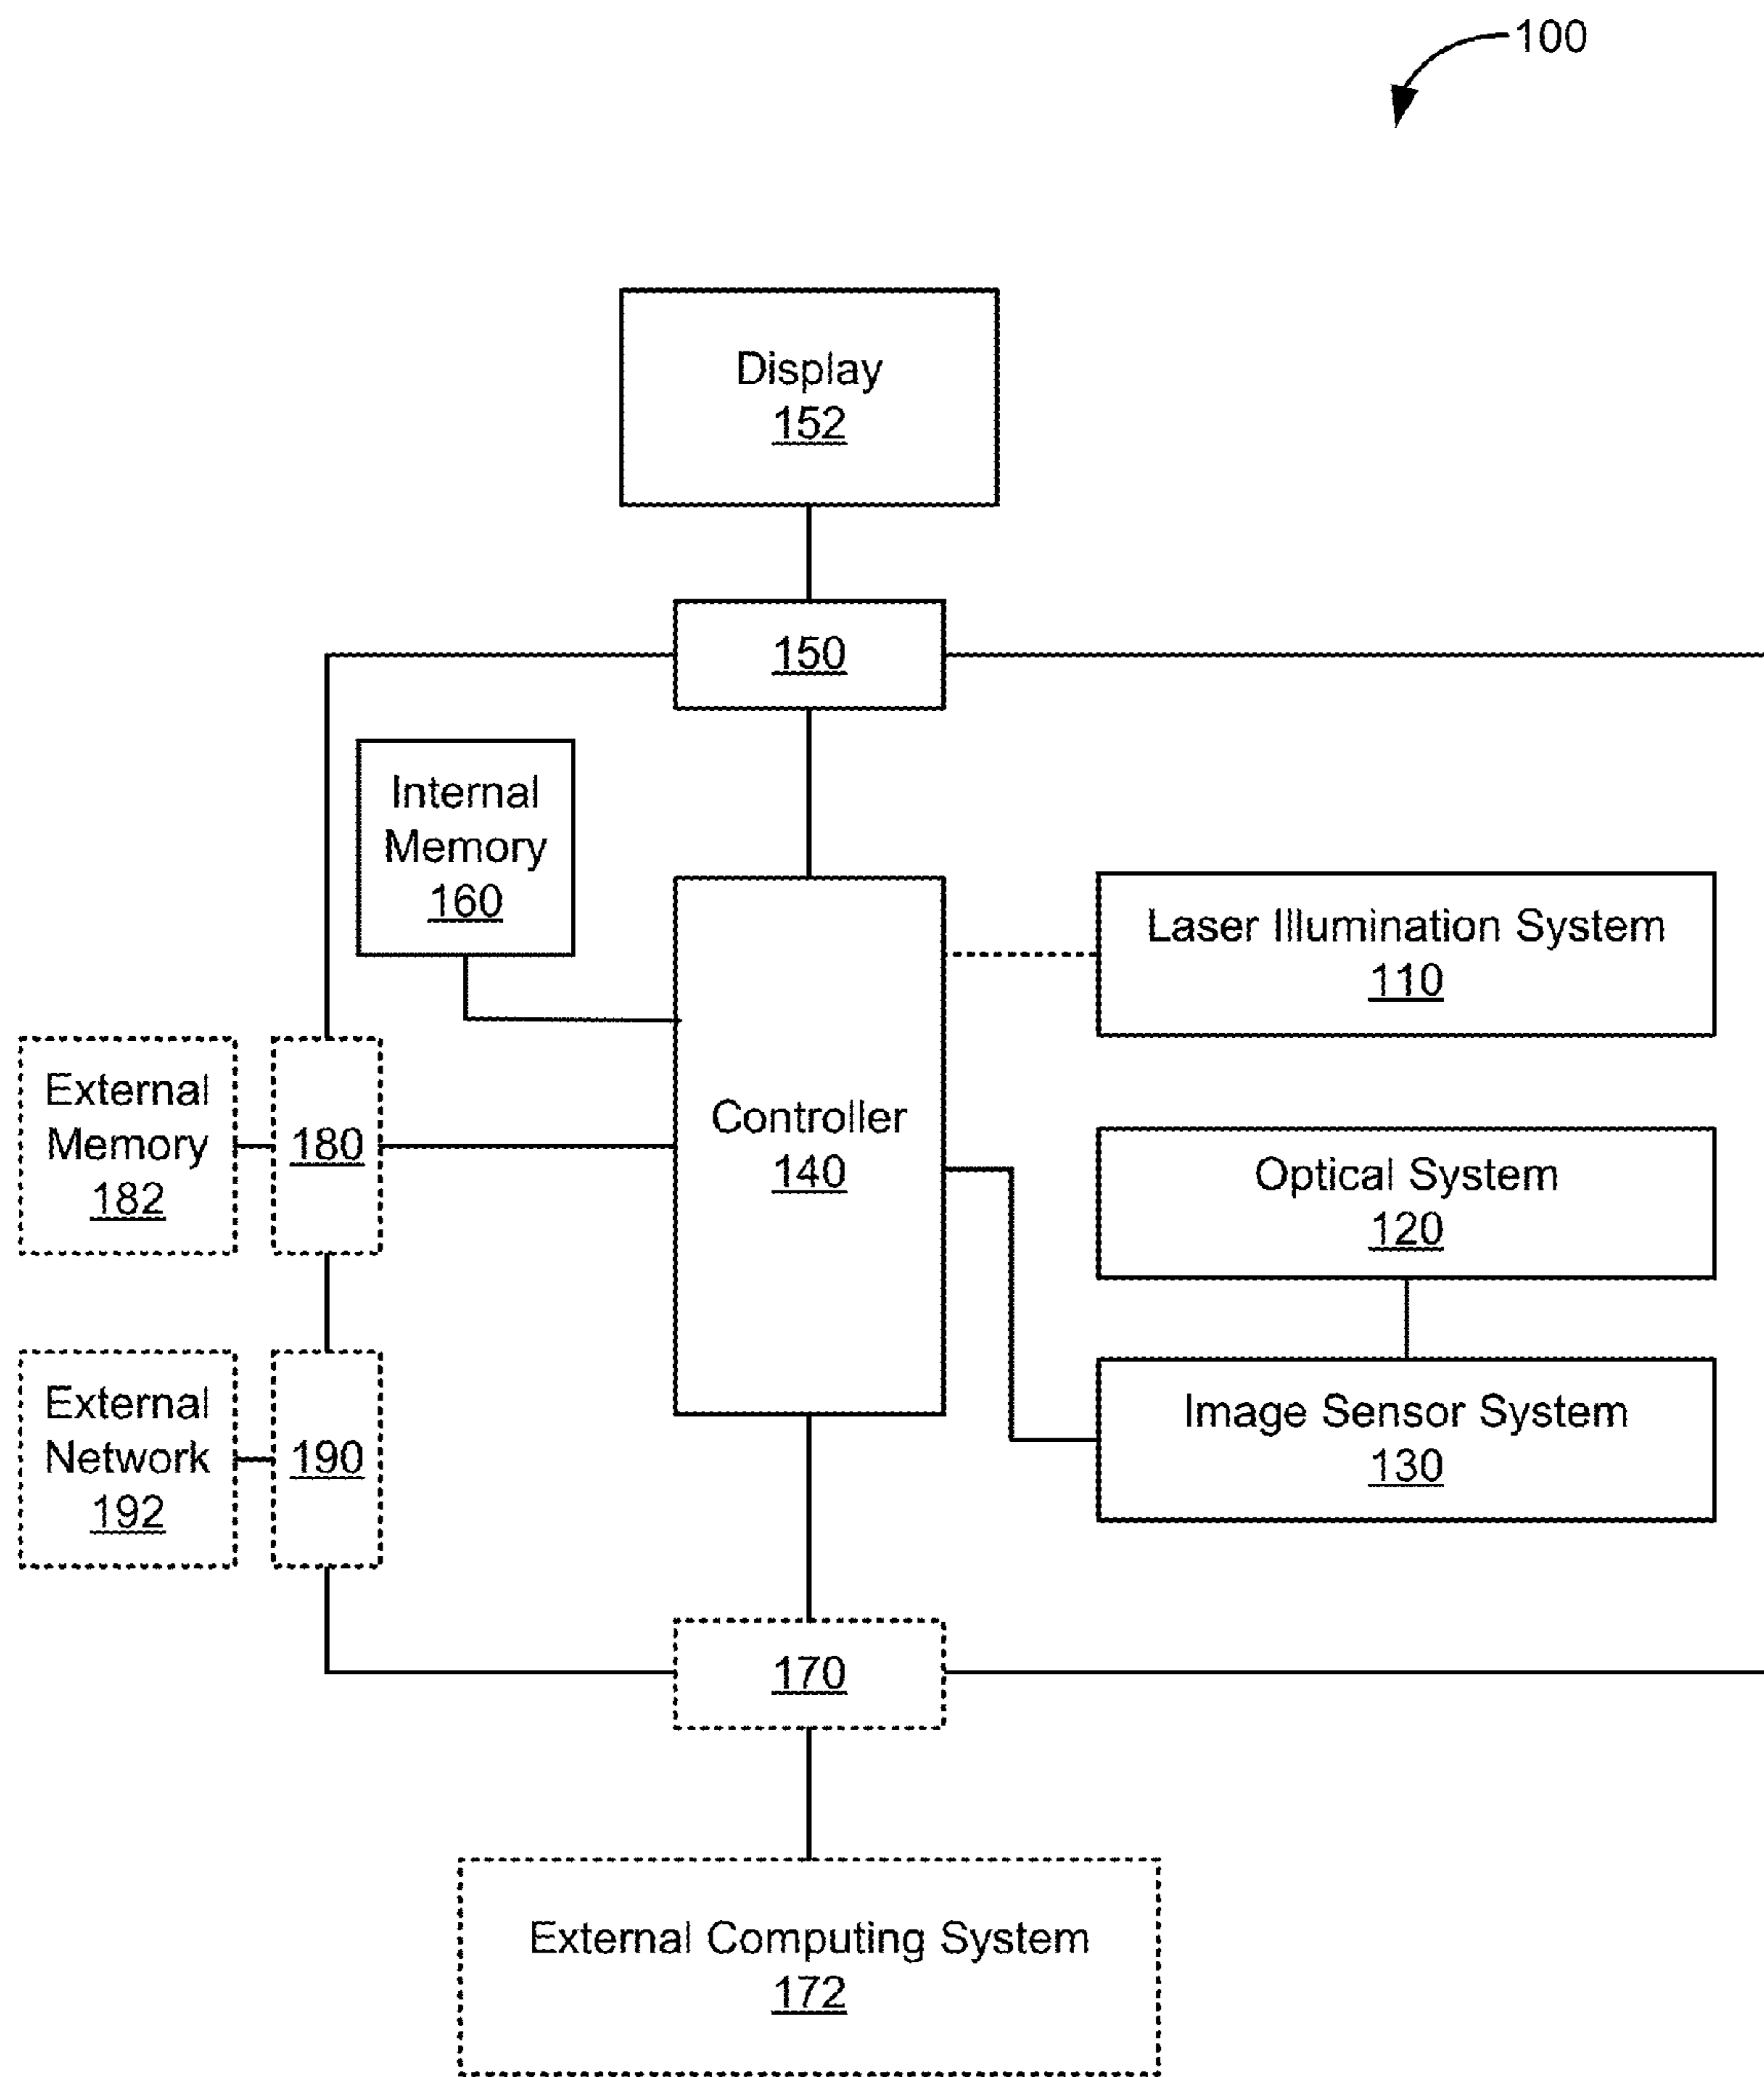 100
Display
152
150
Internal
Memory
160
Laser Illumination System
110
External
Memory
182
180
Controller
140
Optical System
120
External
Network
192
190
Image Sensor System
130
170
External Computing System
172